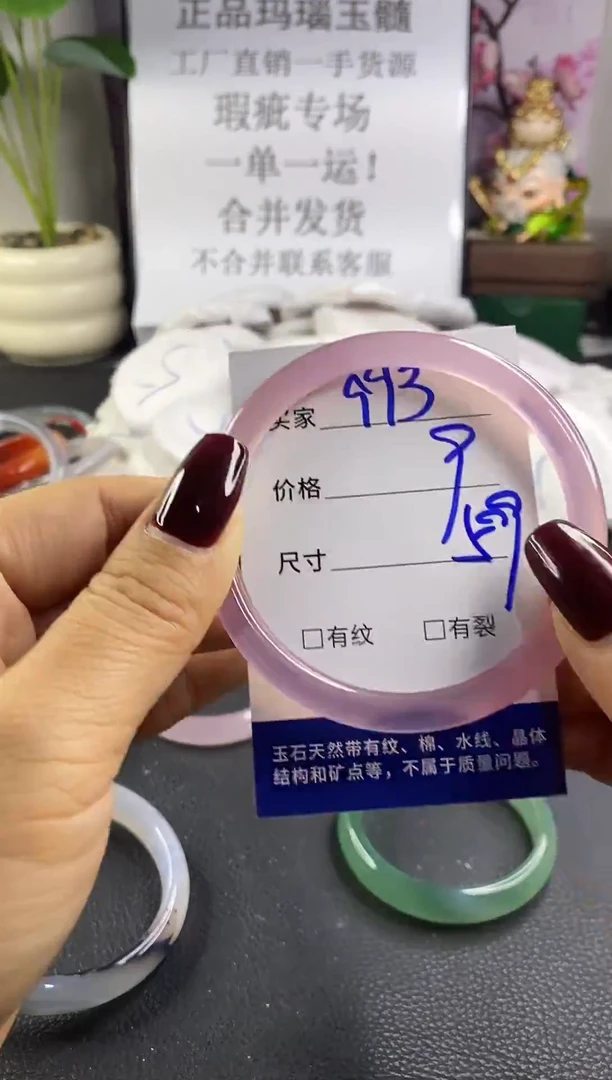 正品玛瑙玉髓
工厂直销一手货源
瑕疵专场
一单一运！
合并发货
不合并联系客服
买家 993
价格 9
尺寸 59
□有纹 □有裂
玉石天然带有纹、棉、水线、晶体
结构和矿点等，不属于质量问题。